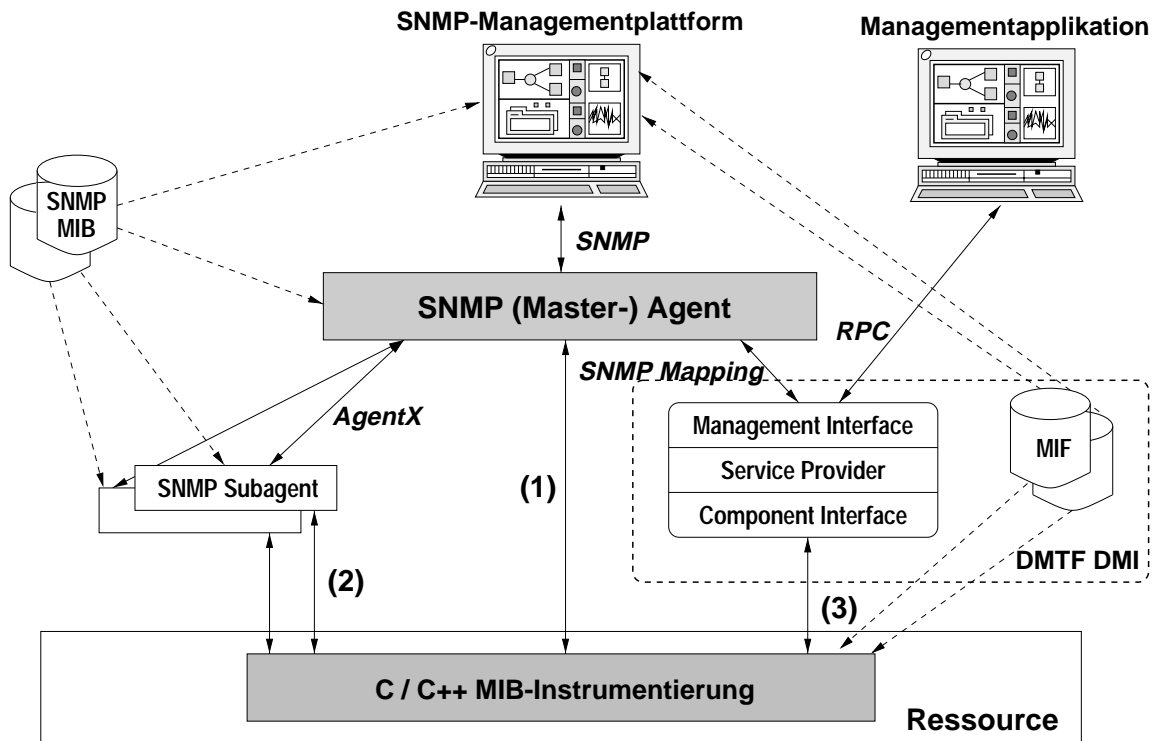 SNMP-Managementplattform
Managementapplikation
SNMP
MIB
SNMP
SNMP (Master-) Agent
RPC
SNMP Mapping
AgentX
Management Interface
Service Provider
Component Interface
MIF
SNMP Subagent
(1)
DMTF DMI
(2)
(3)
C / C++ MIB-Instrumentierung
Ressource